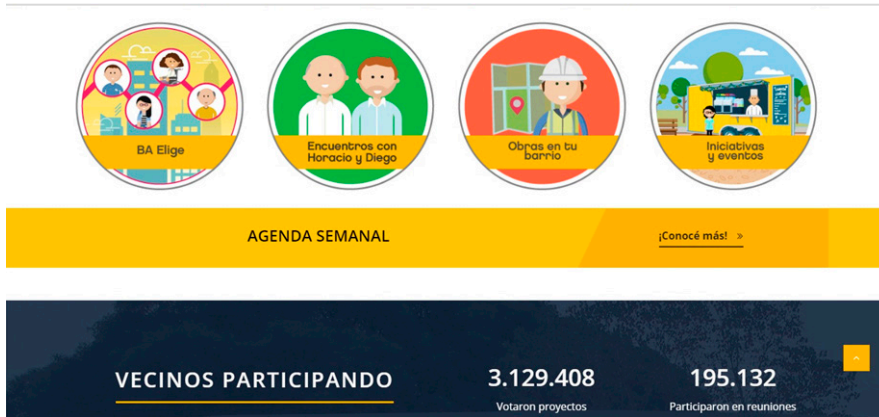 BA Elige
Encuentros con
Horacio y Diego
Obras en tu
barrio
Iniciativas
y eventos
AGENDA SEMANAL
¡Conocé más! »
VECINOS PARTICIPANDO
3.129.408
Votaron proyectos
195.132
Participaron en reuniones